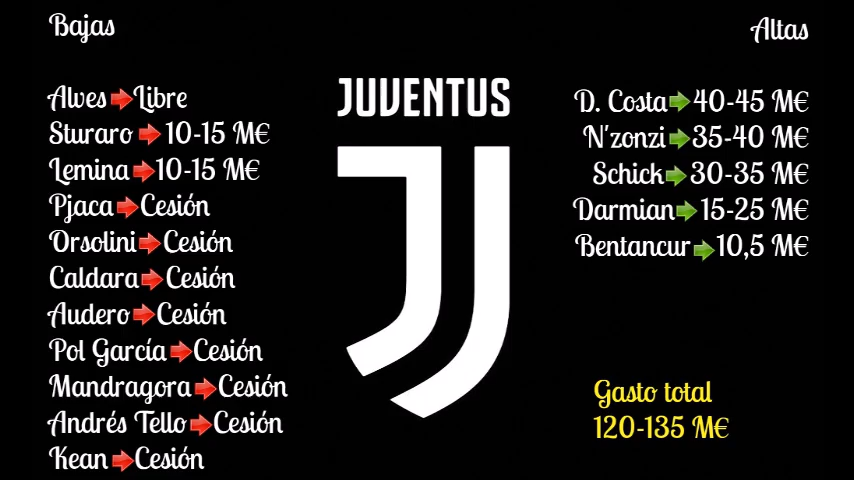 Bajas
Alves Libre
Sturaro 10-15 M€
Lemina 10-15 M€
Pjaca Cesión
Orsolini Cesión
Caldara Cesión
Audero Cesión
Pol García Cesión
Mandragora Cesión
Andrés Tello Cesión
Kean Cesión
JUVENTUS
Altas
D. Costa 40-45 M€
N'zonzi 35-40 M€
Schick 30-35 M€
Darmian 15-25 M€
Bentancur 10,5 M€
Gasto total
120-135 M€